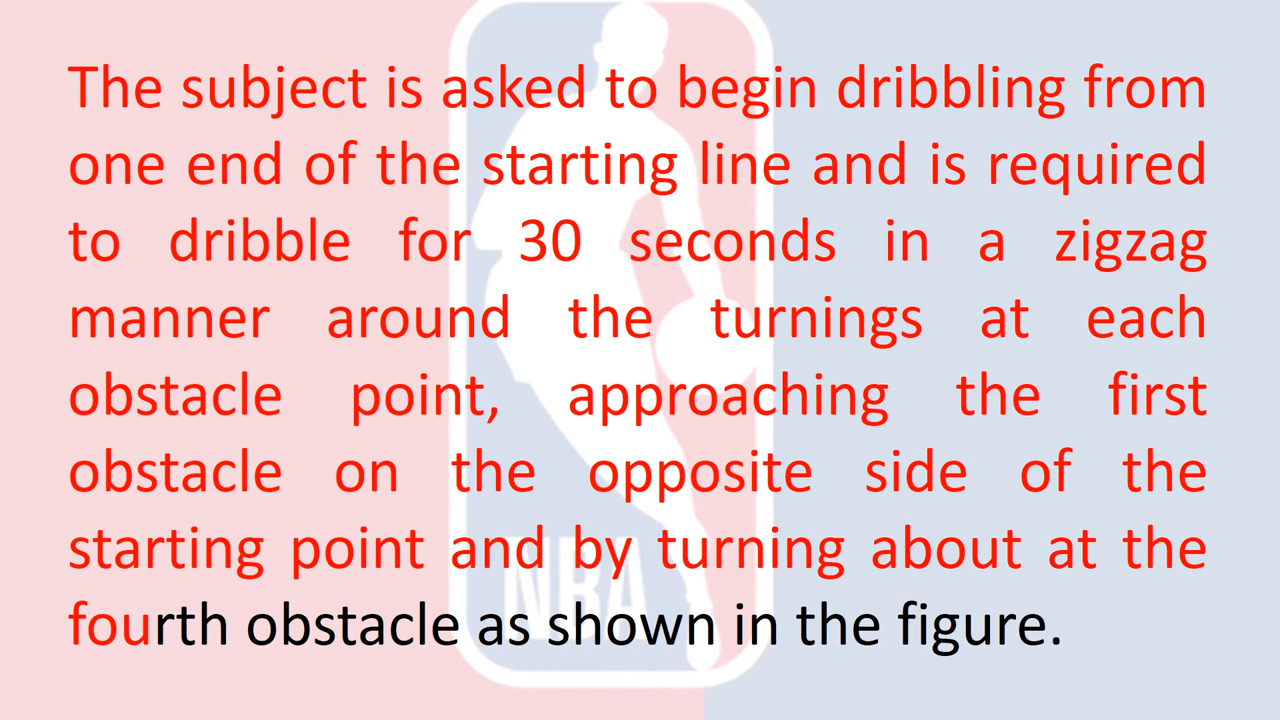 The subject is asked to begin dribbling from
one end of the starting line and is required
to dribble for 30 seconds in a zigzag
manner around the turnings at each
obstacle point, approaching the first
obstacle on the opposite side of the
starting point and by turning about at the
fourth obstacle as shown in the figure.
NBA